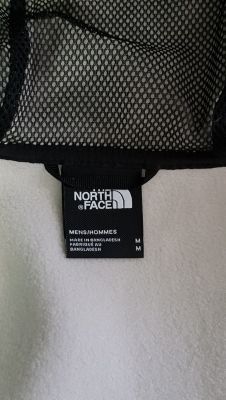 THE
NORTH
FACE
MENS/HOMMES
MADE IN BANGLADESH M
FABRIQUÉ AU M
BANGLADESH